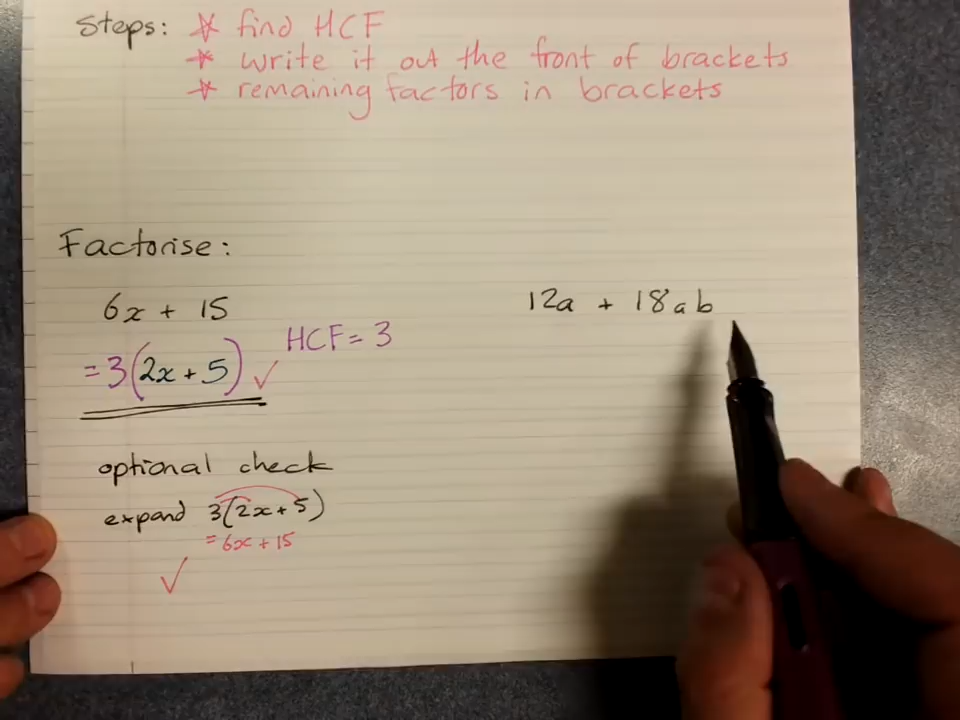 Steps: * find HCF
* write it out the front of brackets
* remaining factors in brackets
Factorise:
6x + 15
= 3(2x + 5) ✓
HCF = 3
optional check
expand 3(2x + 5)
= 6x + 15
✓
12a + 18ab